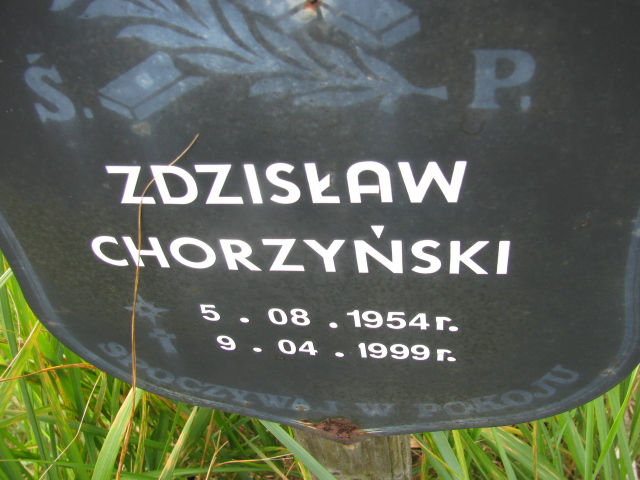 Ś. P.
ZDZISŁAW
CHORZYŃSKI
5 . 08 . 1954 r.
9 . 04 . 1999 r.
SPOCZYWAJ W POKOJU